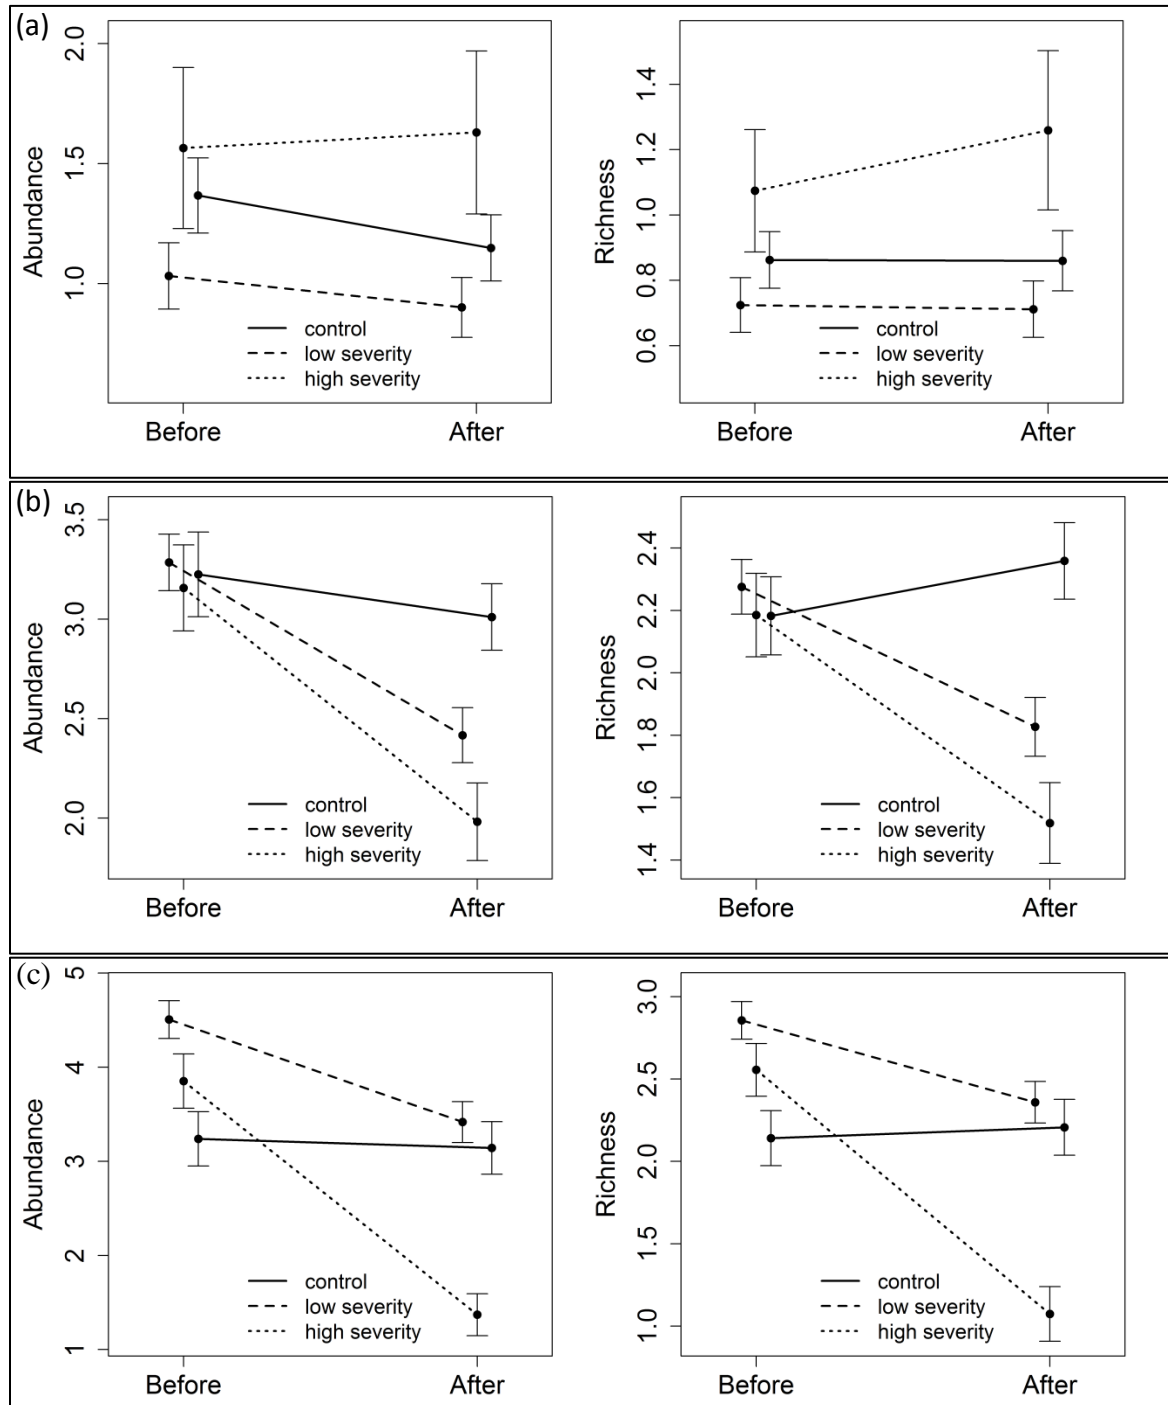 (a)
Abundance
2.0
1.5
1.0
control
low severity
high severity
Before
After
Richness
1.4
1.2
1.0
0.8
0.6
control
low severity
high severity
Before
After
(b)
Abundance
3.5
3.0
2.5
2.0
control
low severity
high severity
Before
After
Richness
2.4
2.2
2.0
1.8
1.6
1.4
control
low severity
high severity
Before
After
(c)
Abundance
5
4
3
2
1
control
low severity
high severity
Before
After
Richness
3.0
2.5
2.0
1.5
1.0
control
low severity
high severity
Before
After